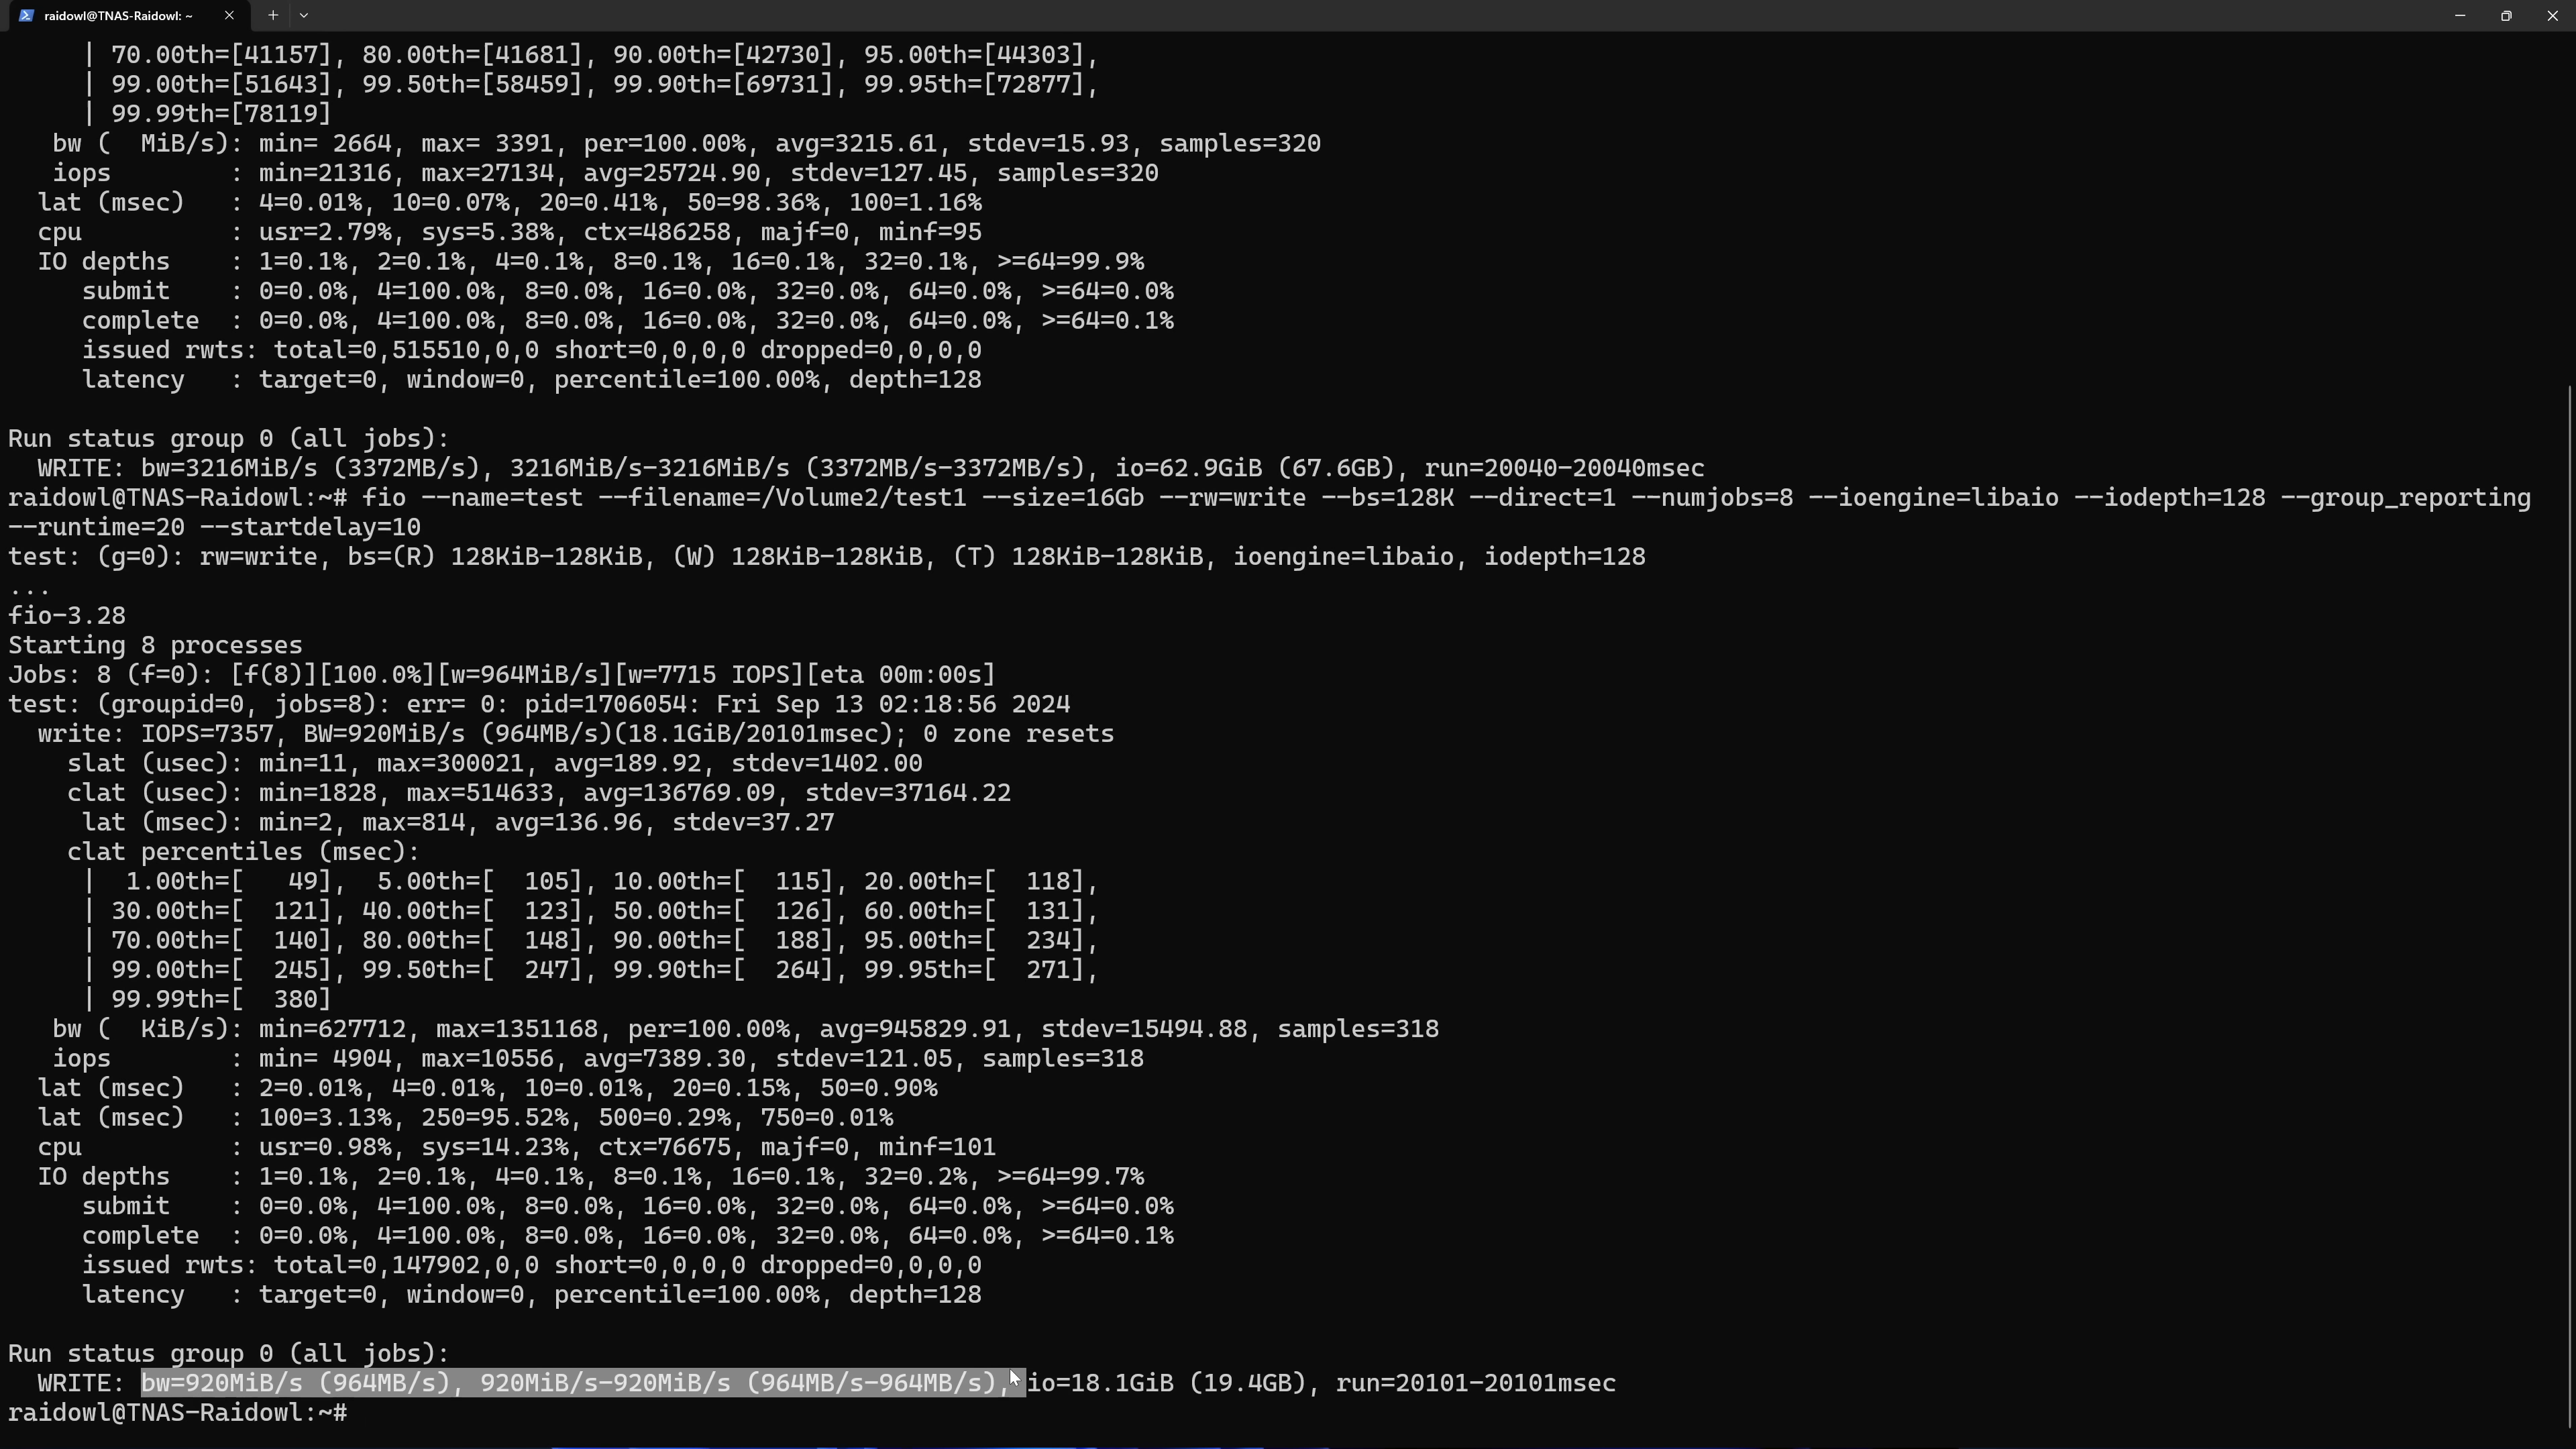 raidowl@TNAS-Raidowl: ~
| 70.00th=[41157], 80.00th=[41681], 90.00th=[42730], 95.00th=[44303],
| 99.00th=[51643], 99.50th=[58459], 99.90th=[69731], 99.95th=[72877],
| 99.99th=[78119]
bw (  MiB/s): min= 2664, max= 3391, per=100.00%, avg=3215.61, stdev=15.93, samples=320
iops        : min=21316, max=27134, avg=25724.90, stdev=127.45, samples=320
lat (msec)   : 4=0.01%, 10=0.07%, 20=0.41%, 50=98.36%, 100=1.16%
cpu          : usr=2.79%, sys=5.38%, ctx=486258, majf=0, minf=95
IO depths    : 1=0.1%, 2=0.1%, 4=0.1%, 8=0.1%, 16=0.1%, 32=0.1%, >=64=99.9%
submit    : 0=0.0%, 4=100.0%, 8=0.0%, 16=0.0%, 32=0.0%, 64=0.0%, >=64=0.0%
complete  : 0=0.0%, 4=100.0%, 8=0.0%, 16=0.0%, 32=0.0%, 64=0.0%, >=64=0.1%
issued rwts: total=0,515510,0,0 short=0,0,0,0 dropped=0,0,0,0
latency   : target=0, window=0, percentile=100.00%, depth=128
Run status group 0 (all jobs):
WRITE: bw=3216MiB/s (3372MB/s), 3216MiB/s-3216MiB/s (3372MB/s-3372MB/s), io=62.9GiB (67.6GB), run=20040-20040msec
raidowl@TNAS-Raidowl:~# fio --name=test --filename=/Volume2/test1 --size=16Gb --rw=write --bs=128K --direct=1 --numjobs=8 --ioengine=libaio --iodepth=128 --group_reporting
--runtime=20 --startdelay=10
test: (g=0): rw=write, bs=(R) 128KiB-128KiB, (W) 128KiB-128KiB, (T) 128KiB-128KiB, ioengine=libaio, iodepth=128
...
fio-3.28
Starting 8 processes
Jobs: 8 (f=0): [f(8)][100.0%][w=964MiB/s][w=7715 IOPS][eta 00m:00s]
test: (groupid=0, jobs=8): err= 0: pid=1706054: Fri Sep 13 02:18:56 2024
write: IOPS=7357, BW=920MiB/s (964MB/s)(18.1GiB/20101msec); 0 zone resets
slat (usec): min=11, max=300021, avg=189.92, stdev=1402.00
clat (usec): min=1828, max=514633, avg=136769.09, stdev=37164.22
lat (msec): min=2, max=814, avg=136.96, stdev=37.27
clat percentiles (msec):
|  1.00th=[   49],  5.00th=[  105], 10.00th=[  115], 20.00th=[  118],
| 30.00th=[  121], 40.00th=[  123], 50.00th=[  126], 60.00th=[  131],
| 70.00th=[  140], 80.00th=[  148], 90.00th=[  188], 95.00th=[  234],
| 99.00th=[  245], 99.50th=[  247], 99.90th=[  264], 99.95th=[  271],
| 99.99th=[  380]
bw (  KiB/s): min=627712, max=1351168, per=100.00%, avg=945829.91, stdev=15494.88, samples=318
iops        : min= 4904, max=10556, avg=7389.30, stdev=121.05, samples=318
lat (msec)   : 2=0.01%, 4=0.01%, 10=0.01%, 20=0.15%, 50=0.90%
lat (msec)   : 100=3.13%, 250=95.52%, 500=0.29%, 750=0.01%
cpu          : usr=0.98%, sys=14.23%, ctx=76675, majf=0, minf=101
IO depths    : 1=0.1%, 2=0.1%, 4=0.1%, 8=0.1%, 16=0.1%, 32=0.2%, >=64=99.7%
submit    : 0=0.0%, 4=100.0%, 8=0.0%, 16=0.0%, 32=0.0%, 64=0.0%, >=64=0.0%
complete  : 0=0.0%, 4=100.0%, 8=0.0%, 16=0.0%, 32=0.0%, 64=0.0%, >=64=0.1%
issued rwts: total=0,147902,0,0 short=0,0,0,0 dropped=0,0,0,0
latency   : target=0, window=0, percentile=100.00%, depth=128
Run status group 0 (all jobs):
WRITE: bw=920MiB/s (964MB/s), 920MiB/s-920MiB/s (964MB/s-964MB/s), io=18.1GiB (19.4GB), run=20101-20101msec
raidowl@TNAS-Raidowl:~#